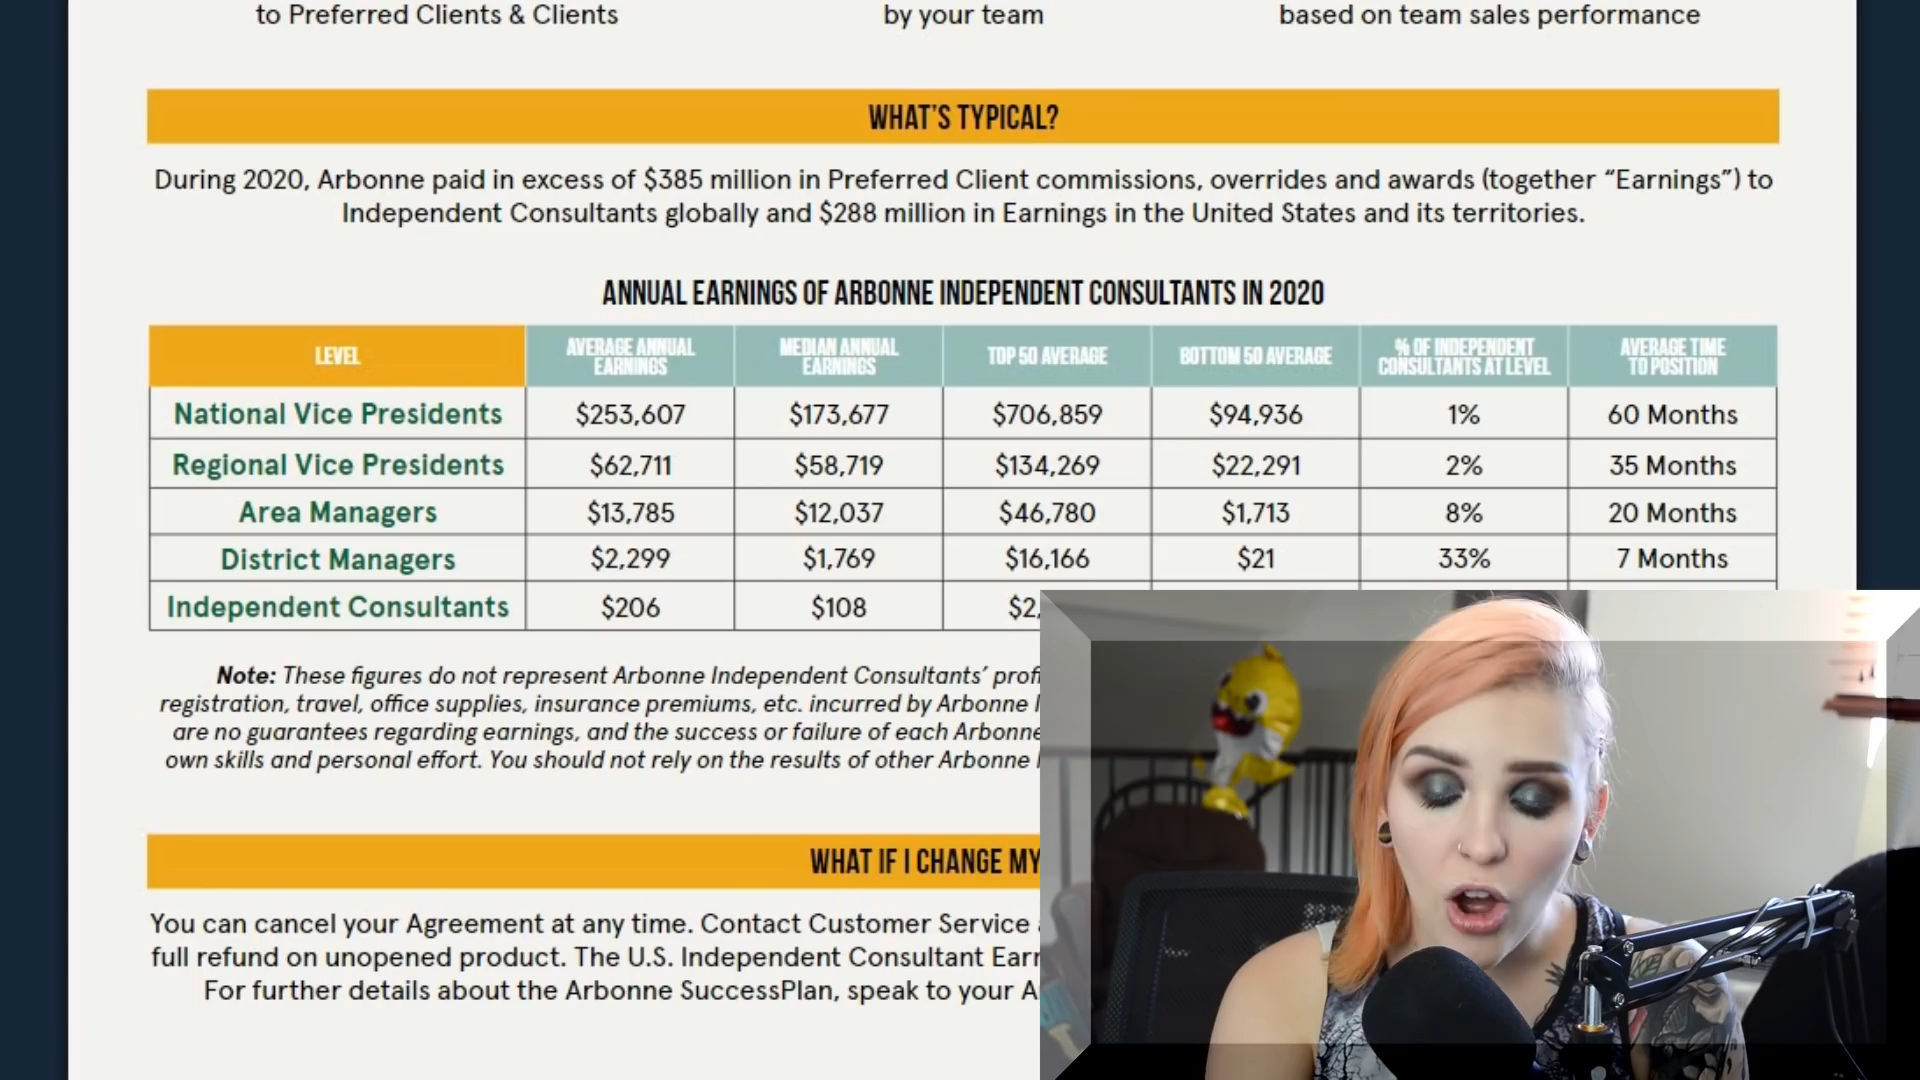 to Preferred Clients & Clients
by your team
based on team sales performance
WHAT'S TYPICAL?
During 2020, Arbonne paid in excess of $385 million in Preferred Client commissions, overrides and awards (together “Earnings”) to
Independent Consultants globally and $288 million in Earnings in the United States and its territories.
ANNUAL EARNINGS OF ARBONNE INDEPENDENT CONSULTANTS IN 2020
LEVEL
AVERAGE ANNUAL
EARNINGS
MEDIAN ANNUAL
EARNINGS
TOP 50 AVERAGE
BOTTOM 50 AVERAGE
% OF INDEPENDENT
CONSULTANTS AT LEVEL
AVERAGE TIME
TO POSITION
National Vice Presidents $253,607 $173,677 $706,859 $94,936 1% 60 Months
Regional Vice Presidents $62,711 $58,719 $134,269 $22,291 2% 35 Months
Area Managers $13,785 $12,037 $46,780 $1,713 8% 20 Months
District Managers $2,299 $1,769 $16,166 $21 33% 7 Months
Independent Consultants $206 $108 $2,
Note: These figures do not represent Arbonne Independent Consultants’
registration, travel, office supplies, insurance premiums, etc. incurred by Arbonne
are no guarantees regarding earnings, and the success or failure of each Arbonne
own skills and personal effort. You should not rely on the results of other Arbonne
WHAT IF I CHANGE MY
You can cancel your Agreement at any time. Contact Customer Service
full refund on unopened product. The U.S. Independent Consultant
For further details about the Arbonne SuccessPlan, speak to your